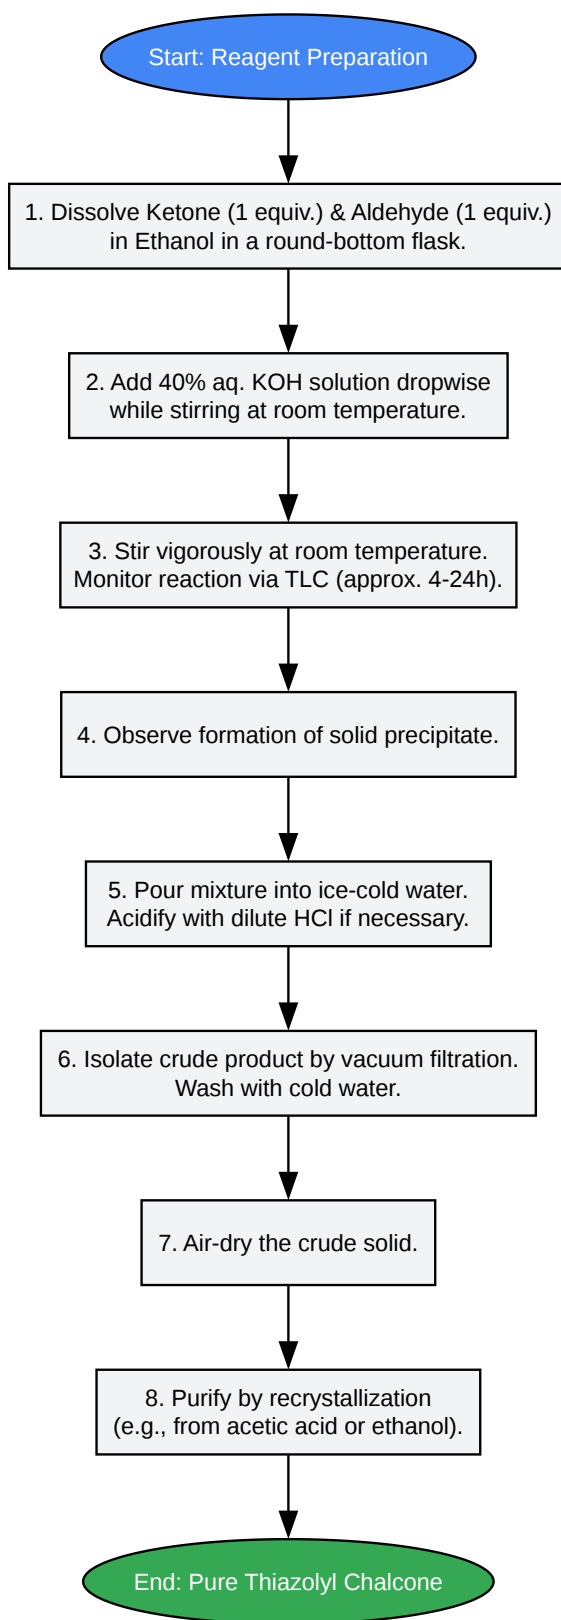 Start: Reagent Preparation
1. Dissolve Ketone (1 equiv.) & Aldehyde (1 equiv.)
in Ethanol in a round-bottom flask.
2. Add 40% aq. KOH solution dropwise
while stirring at room temperature.
3. Stir vigorously at room temperature.
Monitor reaction via TLC (approx. 4-24h).
4. Observe formation of solid precipitate.
5. Pour mixture into ice-cold water.
Acidify with dilute HCl if necessary.
6. Isolate crude product by vacuum filtration.
Wash with cold water.
7. Air-dry the crude solid.
8. Purify by recrystallization
(e.g., from acetic acid or ethanol).
End: Pure Thiazolyl Chalcone